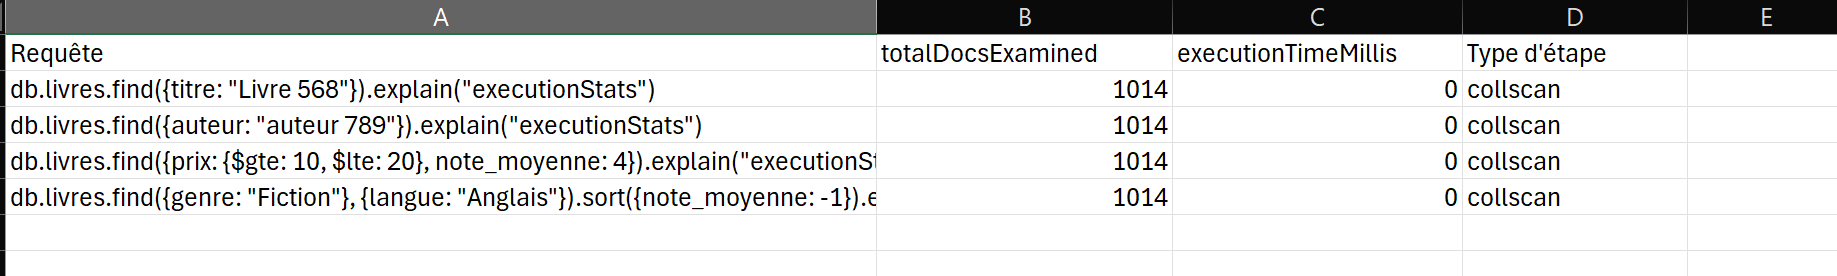 A B C D E
Requête totalDocsExamined executionTimeMillis Type d'étape
db.livres.find({titre: "Livre 568"}).explain("executionStats") 1014 0 collscan
db.livres.find({auteur: "auteur 789"}).explain("executionStats") 1014 0 collscan
db.livres.find({prix: {$gte: 10, $lte: 20}, note_moyenne: 4}).explain("executionSt 1014 0 collscan
db.livres.find({genre: "Fiction"}, {langue: "Anglais"}).sort({note_moyenne: -1}).e 1014 0 collscan